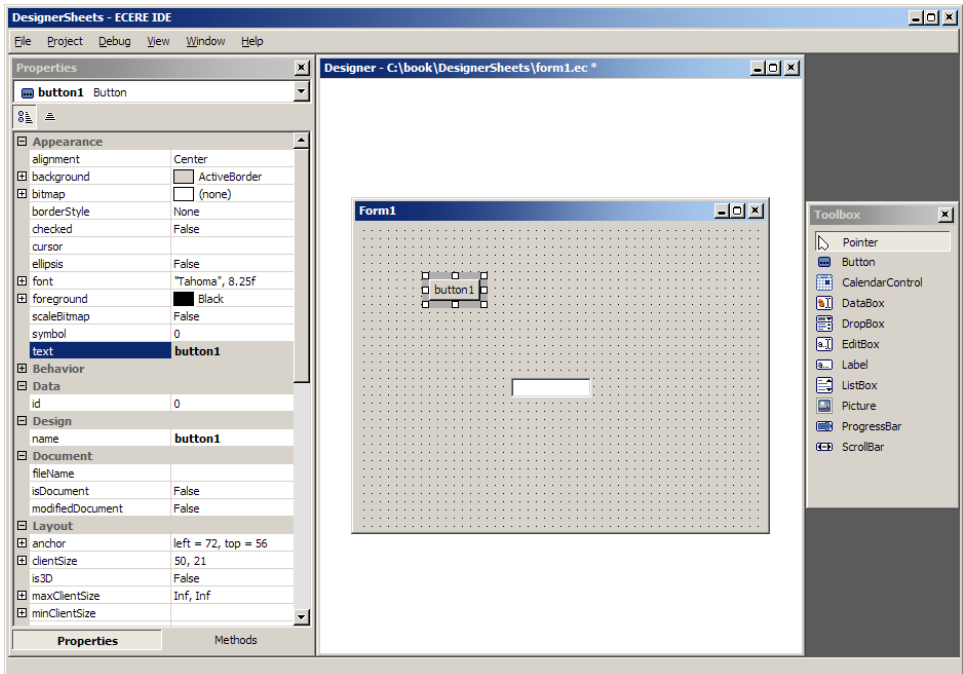 DesignerSheets - ECERE IDE
File Project Debug View Window Help
Properties
button1 Button
Appearance
alignment Center
background ActiveBorder
bitmap (none)
borderStyle None
checked False
cursor
ellipsis False
font "Tahoma", 8.25f
foreground Black
scaleBitmap False
symbol 0
text button1
Behavior
Data
id 0
Design
name button1
Document
fileName
isDocument False
modifiedDocument False
Layout
anchor left = 72, top = 56
clientSize 50, 21
is3D False
maxClientSize Inf, Inf
minClientSize
Properties Methods
Designer - C:\book\DesignerSheets\form1.ec *
Form1
button1
Toolbox
Pointer
Button
CalendarControl
DataBox
DropBox
EditBox
Label
ListBox
Picture
ProgressBar
ScrollBar